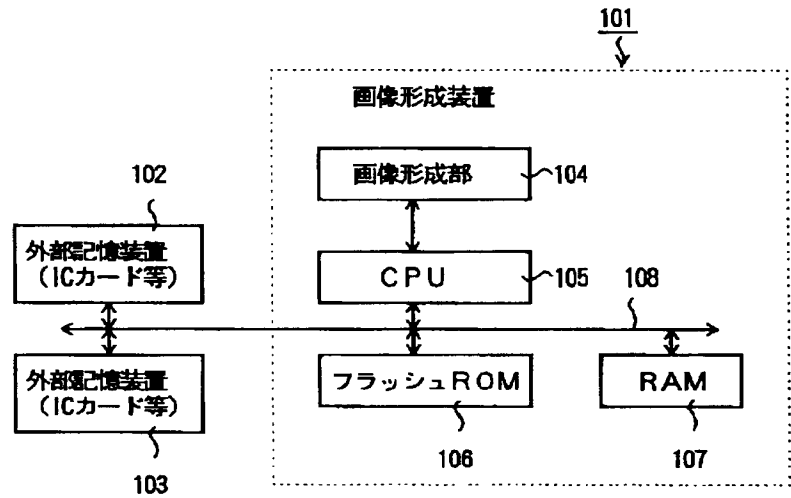 101
画像形成装置
102
画像形成部
104
外部記憶装置
(ICカード等)
CPU
105
108
外部記憶装置
(ICカード等)
フラッシュROM
RAM
103
106
107